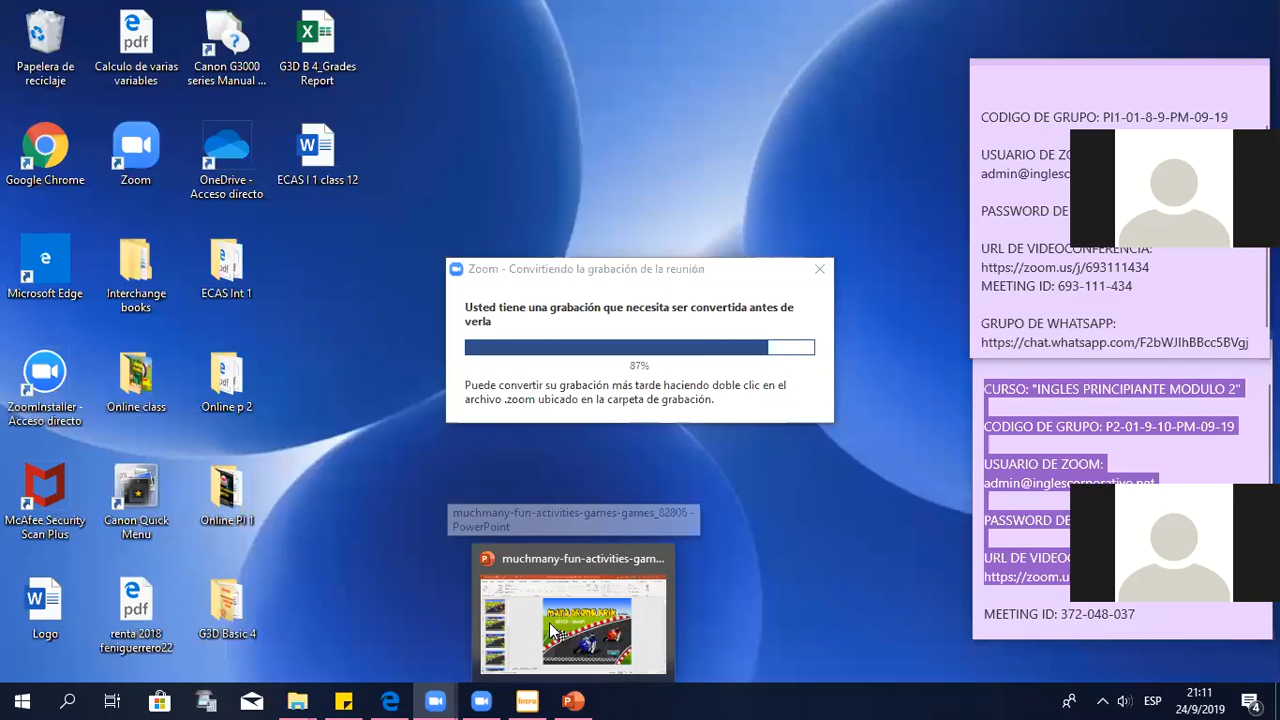 Papelera de
reciclaje
Calculo de varias
variables
Canon G3000
series Manual ...
G3D B 4_Grades
Report
Google Chrome
Zoom
OneDrive -
Acceso directo
ECAS I 1 class 12
Microsoft Edge
Interchange
books
ECAS Int 1
ZoomInstaller -
Acceso directo
Online class
Online p 2
McAfee Security
Scan Plus
Canon Quick
Menu
Online PI 1
Logo
renta 2018
feniguerrero22
G3D Basic 4
Zoom - Convirtiendo la grabación de la reunión
Usted tiene una grabación que necesita ser convertida antes de
verla
87%
Puede convertir su grabación más tarde haciendo doble clic en el
archivo .zoom ubicado en la carpeta de grabación.
muchmany-fun-activities-games-games_82806 -
PowerPoint
muchmany-fun-activities-gam...
CODIGO DE GRUPO: PI1-01-8-9-PM-09-19
USUARIO DE ZO
admin@inglesc
PASSWORD DE
URL DE VIDEOCONFERENCIA:
https://zoom.us/j/693111434
MEETING ID: 693-111-434
GRUPO DE WHATSAPP:
https://chat.whatsapp.com/F2bWJIhBBcc5BVgj
CURSO: "INGLES PRINCIPIANTE MODULO 2"
CODIGO DE GRUPO: P2-01-9-10-PM-09-19
USUARIO DE ZOOM:
admin@inglescorporativo.net
PASSWORD DE
URL DE VIDEO
https://zoom.u
MEETING ID: 372-048-037
Intro
ESP
21:11
24/9/2019
4